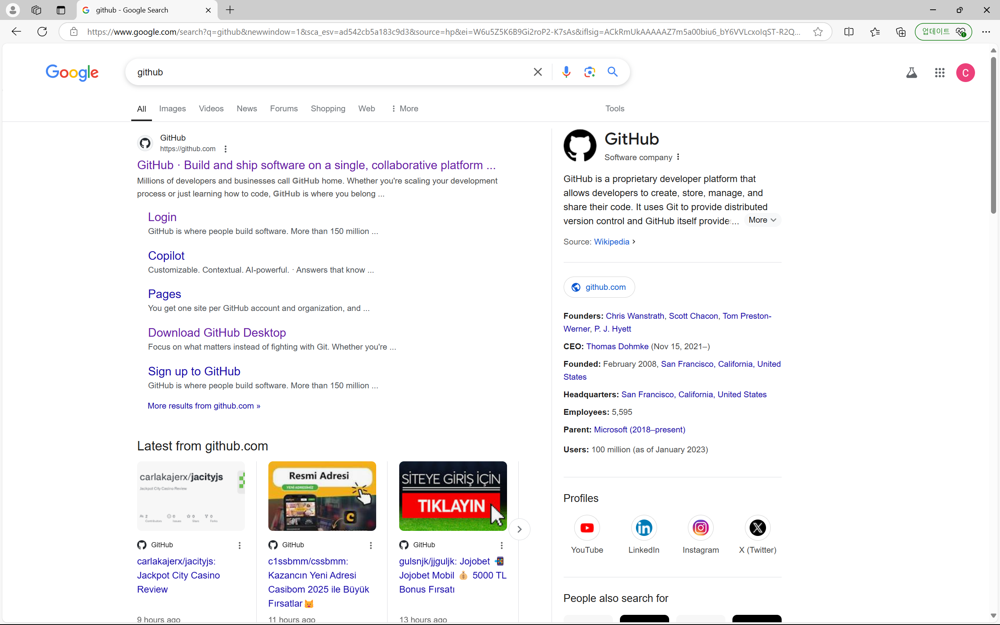 github - Google Search
https://www.google.com/search?q=github&newwindow=1&sca_esv=ad542cb5a183c9d3&source=hp&ei=W6u5Z5K6B9Gi2roP2-K7sAs&iflsig=ACkRmUkAAAAAZ7m5a00biu6_bY6VVLcxoIqST-R2Q...
업데이트
Google
github
C
All
Images
Videos
News
Forums
Shopping
Web
More
Tools
GitHub
https://github.com
GitHub · Build and ship software on a single, collaborative platform ...
Millions of developers and businesses call GitHub home. Whether you're scaling your development
process or just learning how to code, GitHub is where you belong ...
Login
GitHub is where people build software. More than 150 million ...
Copilot
Customizable. Contextual. AI-powerful. · Answers that know ...
Pages
You get one site per GitHub account and organization, and ...
Download GitHub Desktop
Focus on what matters instead of fighting with Git. Whether you're ...
Sign up to GitHub
GitHub is where people build software. More than 150 million ...
More results from github.com »
Latest from github.com
carlakajerx/jacityjs
Jackpot City Casino Review
2
Contributors
0
Issues
0
Stars
0
Forks
GitHub
carlakajerx/jacityjs:
Jackpot City Casino
Review
9 hours ago
Resmi Adresi
YENİ ADRESİMİZ
C
GitHub
c1ssbmm/cssbmm:
Kazancın Yeni Adresi
Casibom 2025 ile Büyük
Fırsatlar😺
11 hours ago
SİTEYE GİRİŞ İÇİN
TIKLAYIN
GitHub
gulsnjk/jjguljk: Jojobet 📲
Jojobet Mobil 💰 5000 TL
Bonus Fırsatı
13 hours ago
GitHub
Software company
GitHub is a proprietary developer platform that
allows developers to create, store, manage, and
share their code. It uses Git to provide distributed
version control and GitHub itself provides... More
Source: Wikipedia
github.com
Founders: Chris Wanstrath, Scott Chacon, Tom Preston-
Werner, P. J. Hyett
CEO: Thomas Dohmke (Nov 15, 2021–)
Founded: February 2008, San Francisco, California, United
States
Headquarters: San Francisco, California, United States
Employees: 5,595
Parent: Microsoft (2018–present)
Users: 100 million (as of January 2023)
Profiles
YouTube
LinkedIn
Instagram
X (Twitter)
People also search for